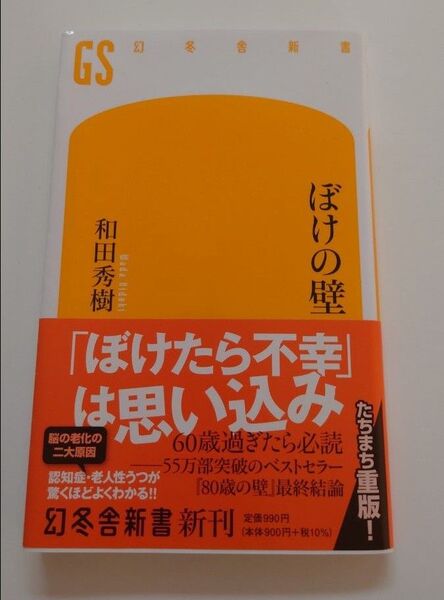 GS 幻冬舎新書
ぼけの壁
和田秀樹
Wada Hideki
「ぼけたら不幸」
は思い込み
60歳過ぎたら必読
――55万部突破のベストセラー
『80歳の壁』最終結論
脳の老化の
二大原因
認知症・老人性うつが
驚くほどよくわかる!!
たちまち重版!
幻冬舎新書 新刊
定価990円
(本体900円+税10%)